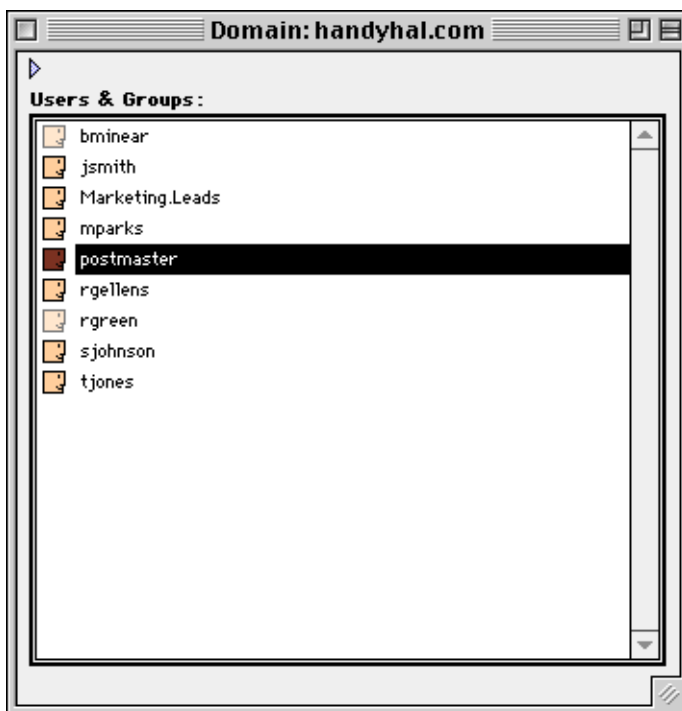 Domain: handyhal.com
Users & Groups:
bminear
jsmith
Marketing.Leads
mparks
postmaster
rgellens
rgreen
sjohnson
tjones